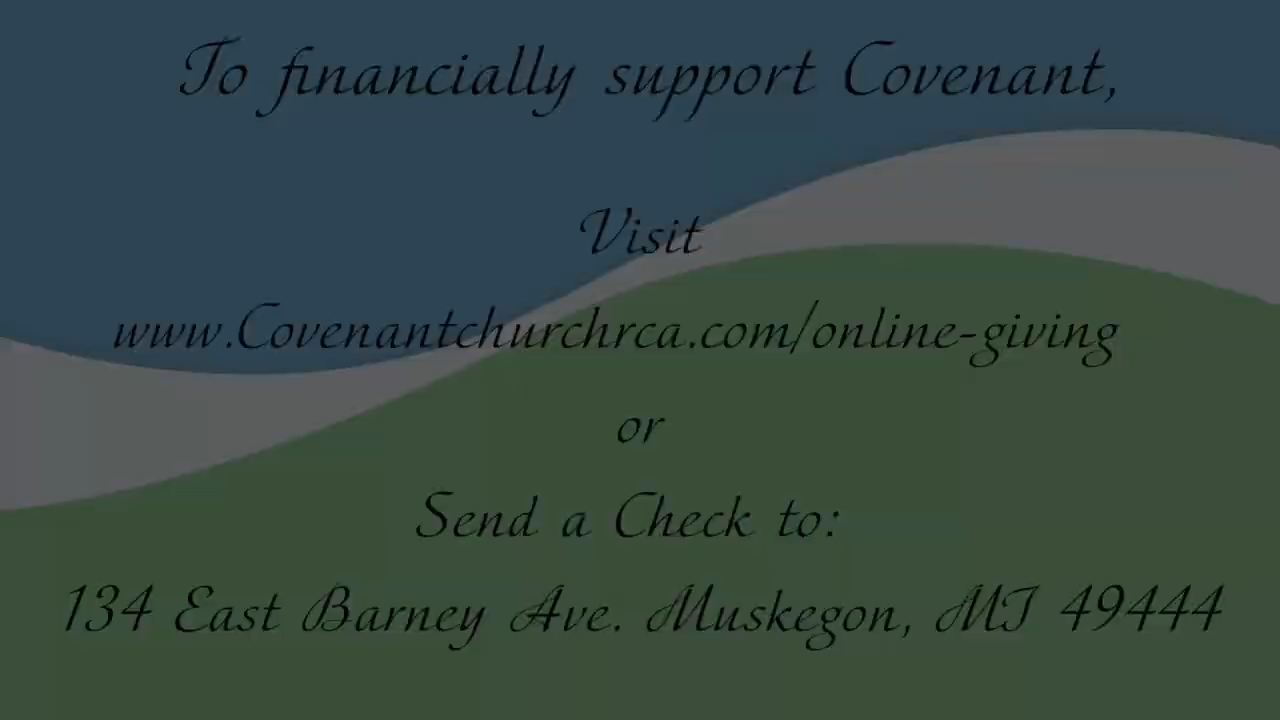 To financially support Covenant,
Visit
www.Covenantchurchrca.com/online-giving
or
Send a Check to:
134 East Barney Ave. Muskegon, MI 49444